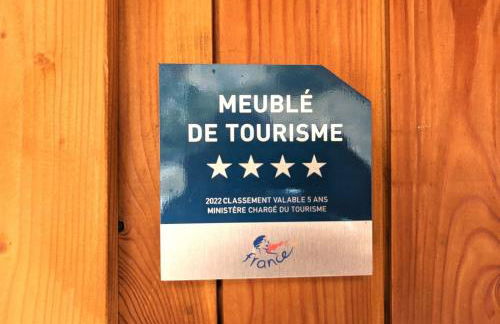 MEUBLÉ
DE TOURISME
★★★★
2022 CLASSEMENT VALABLE 5 ANS
MINISTÈRE CHARGÉ DU TOURISME
france